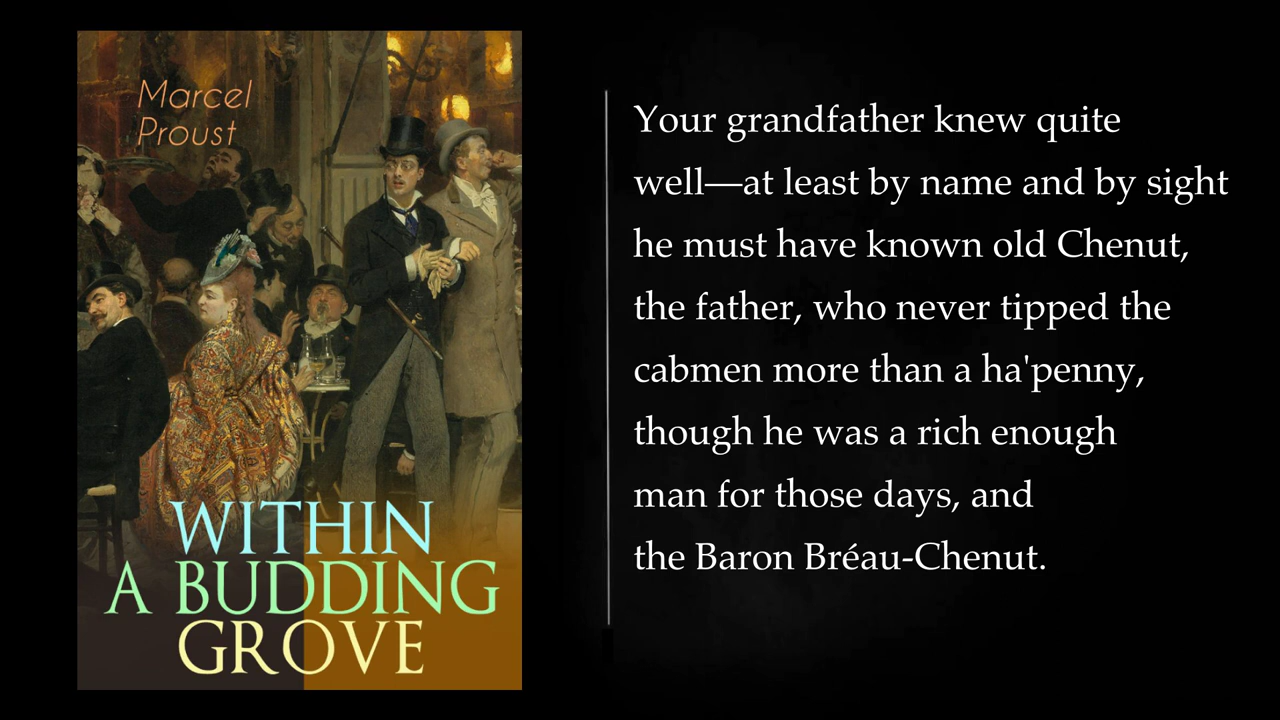 Marcel
Proust
WITHIN
A BUDDING
GROVE
Your grandfather knew quite
well—at least by name and by sight
he must have known old Chenut,
the father, who never tipped the
cabmen more than a ha'penny,
though he was a rich enough
man for those days, and
the Baron Bréau-Chenut.